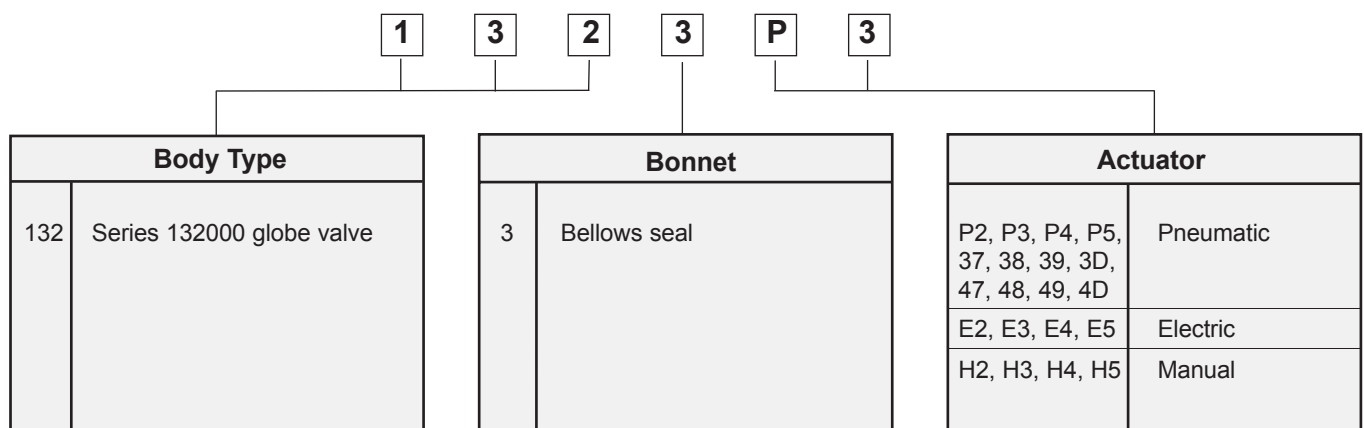 1 3 2 3 P 3
Body Type
132 Series 132000 globe valve
Bonnet
3 Bellows seal
Actuator
P2, P3, P4, P5, Pneumatic
37, 38, 39, 3D,
47, 48, 49, 4D
E2, E3, E4, E5 Electric
H2, H3, H4, H5 Manual